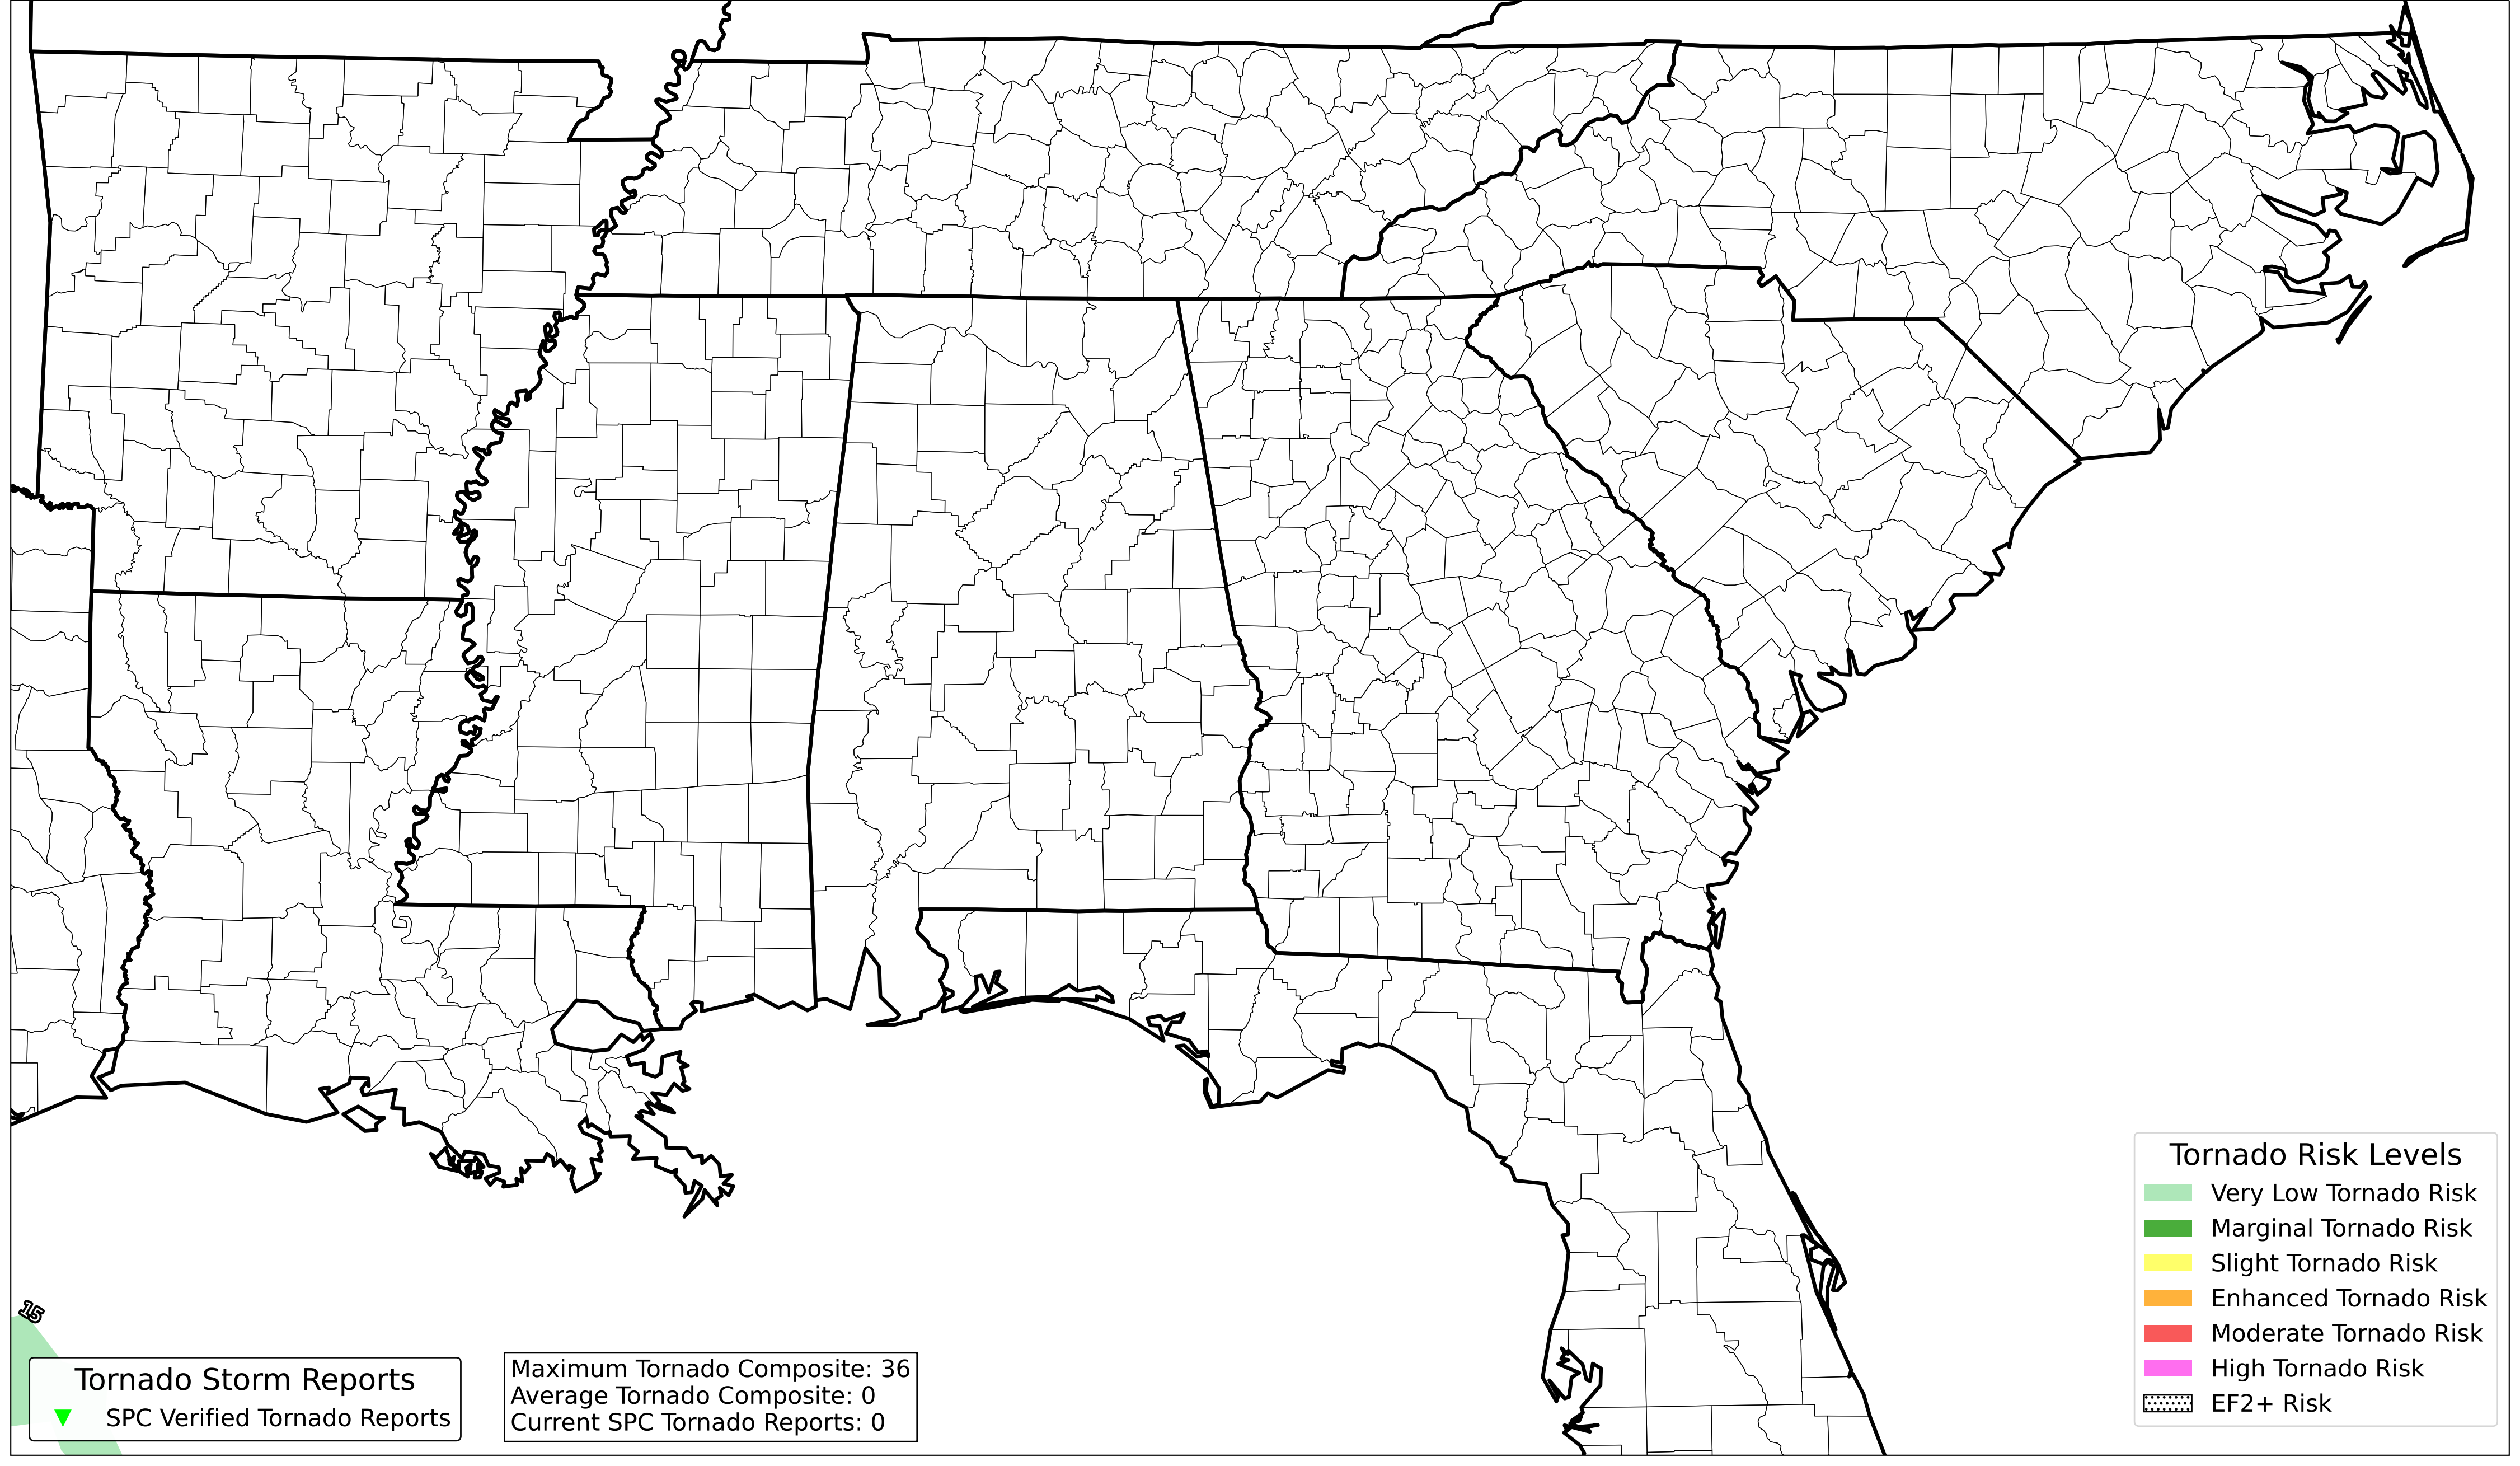 15
Tornado Storm Reports
SPC Verified Tornado Reports
Maximum Tornado Composite: 36
Average Tornado Composite: 0
Current SPC Tornado Reports: 0
Tornado Risk Levels
Very Low Tornado Risk
Marginal Tornado Risk
Slight Tornado Risk
Enhanced Tornado Risk
Moderate Tornado Risk
High Tornado Risk
EF2+ Risk